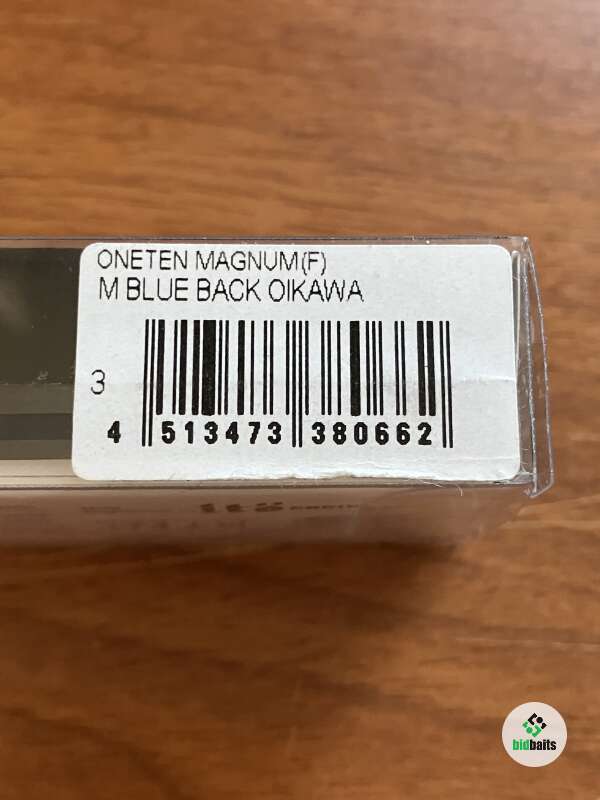 ONETEN MAGNUM(F)
M BLUE BACK OIKAWA
3
4 513473 380662
bidbaits